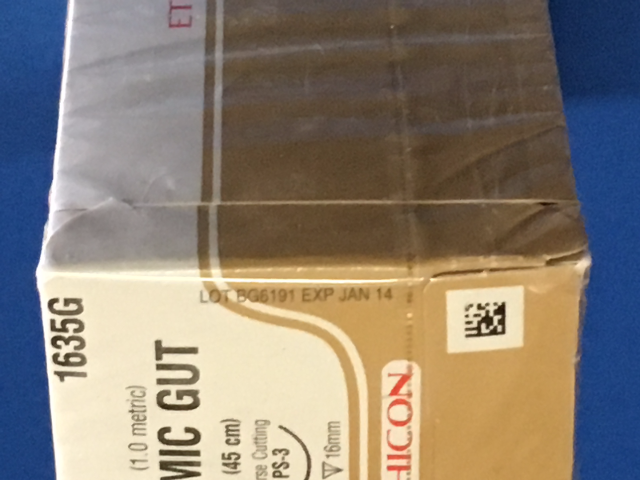 ET
LOT BG6191 EXP JAN 14
1635G
(1.0 metric)
MIC GUT
(45 cm)
rse Cutting
PS-3
16mm
HICON